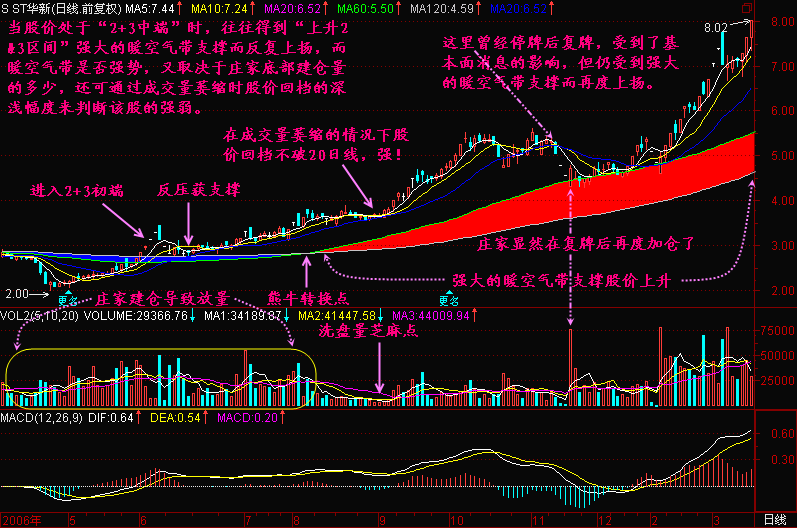 S ST华新(日线.前复权) MA5:7.44↑ MA10:7.24↑ MA20:6.52↑ MA60:5.50↑ MA120:4.59↑ MA20:6.52↑
当股价处于“2+3中端”时，往往得到“上升2
&3区间”强大的暖空气带支撑而反复上扬，而
暖空气带是否强势，又取决于庄家底部建仓量
的多少，还可通过成交量萎缩时股价回档的深
浅幅度来判断该股的强弱。
8.02
8.00
这里曾经停牌后复牌，受到了基
本面消息的影响，但仍受到强大
的暖空气带支撑而再度上扬。
7.00
6.00
在成交量萎缩的情况下股
价回档不破20日线，强！
5.00
进入2+3初端
反压获支撑
4.00
庄家显然在复牌后再度加仓了
3.00
强大的暖空气带支撑股价上升
2.00
2.00
更名
庄家建仓导致放量
熊牛转换点
更名
VOL2(5,10,20) VOLUME:29366.76↓ MA1:34189.87↓ MA2:41447.58↓ MA3:44009.94↑
洗盘量芝麻点
75000
50000
25000
MACD(12,26,9) DIF:0.64↑ DEA:0.54↑ MACD:0.20↑
0.60
0.30
2006年 5 6 7 8 9 10 11 12 2 3 日线